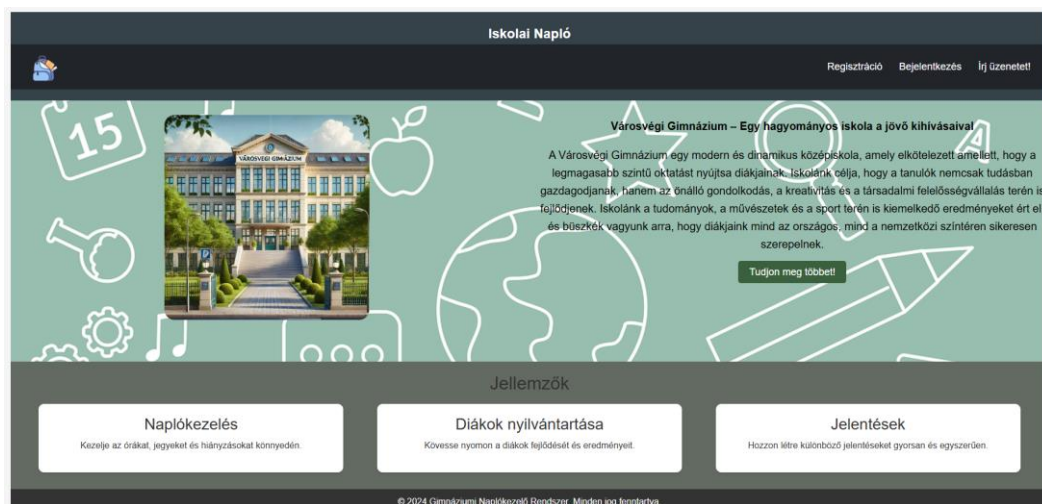 Iskolai Napló
Regisztráció Bejelentkezés Írj üzenetet!
15
VÁROSVÉGI GIMNÁZIUM
Városvégi Gimnázium – Egy hagyományos iskola a jövő kihívásaival
A Városvégi Gimnázium egy modern és dinamikus középiskola, amely elkötelezett amellett, hogy a
legmagasabb szintű oktatást nyújtsa diákjainak. Iskolánk célja, hogy a tanulók nemcsak tudásban
gazdagodjanak, hanem az önálló gondolkodás, a kreativitás és a társadalmi felelősségvállalás terén is
fejlődjenek. Iskolánk a tudományok, a művészetek és a sport terén is kiemelkedő eredményeket ért el
és büszkék vagyunk arra, hogy diákjaink mind az országos, mind a nemzetközi színtéren sikeresen
szerepelnek.
Tudjon meg többet!
A
Jellemzők
Naplókezelés
Kezelje az órákat, jegyeket és hiányzásokat könnyedén.
Diákok nyilvántartása
Kövesse nyomon a diákok fejlődését és eredményeit.
Jelentések
Hozzon létre különböző jelentéseket gyorsan és egyszerűen.
© 2024 Gimnáziumi Naplókezelő Rendszer. Minden jog fenntartva.